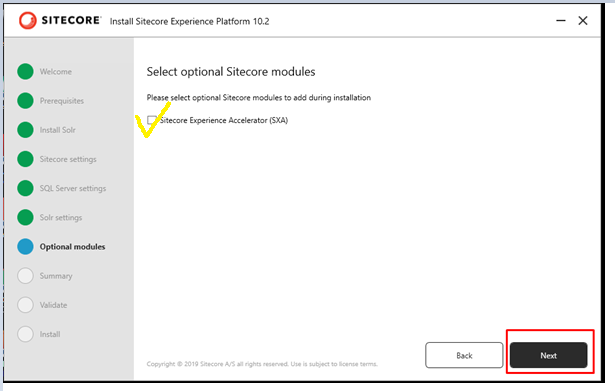 SITECORE Install Sitecore Experience Platform 10.2
Welcome
Prerequisites
Install Solr
Sitecore settings
SQL Server settings
Solr settings
Optional modules
Summary
Validate
Install
Select optional Sitecore modules
Please select optional Sitecore modules to add during installation
Sitecore Experience Accelerator (SXA)
Back
Next
Copyright © 2019 Sitecore A/S all rights reserved. Use is subject to license terms.